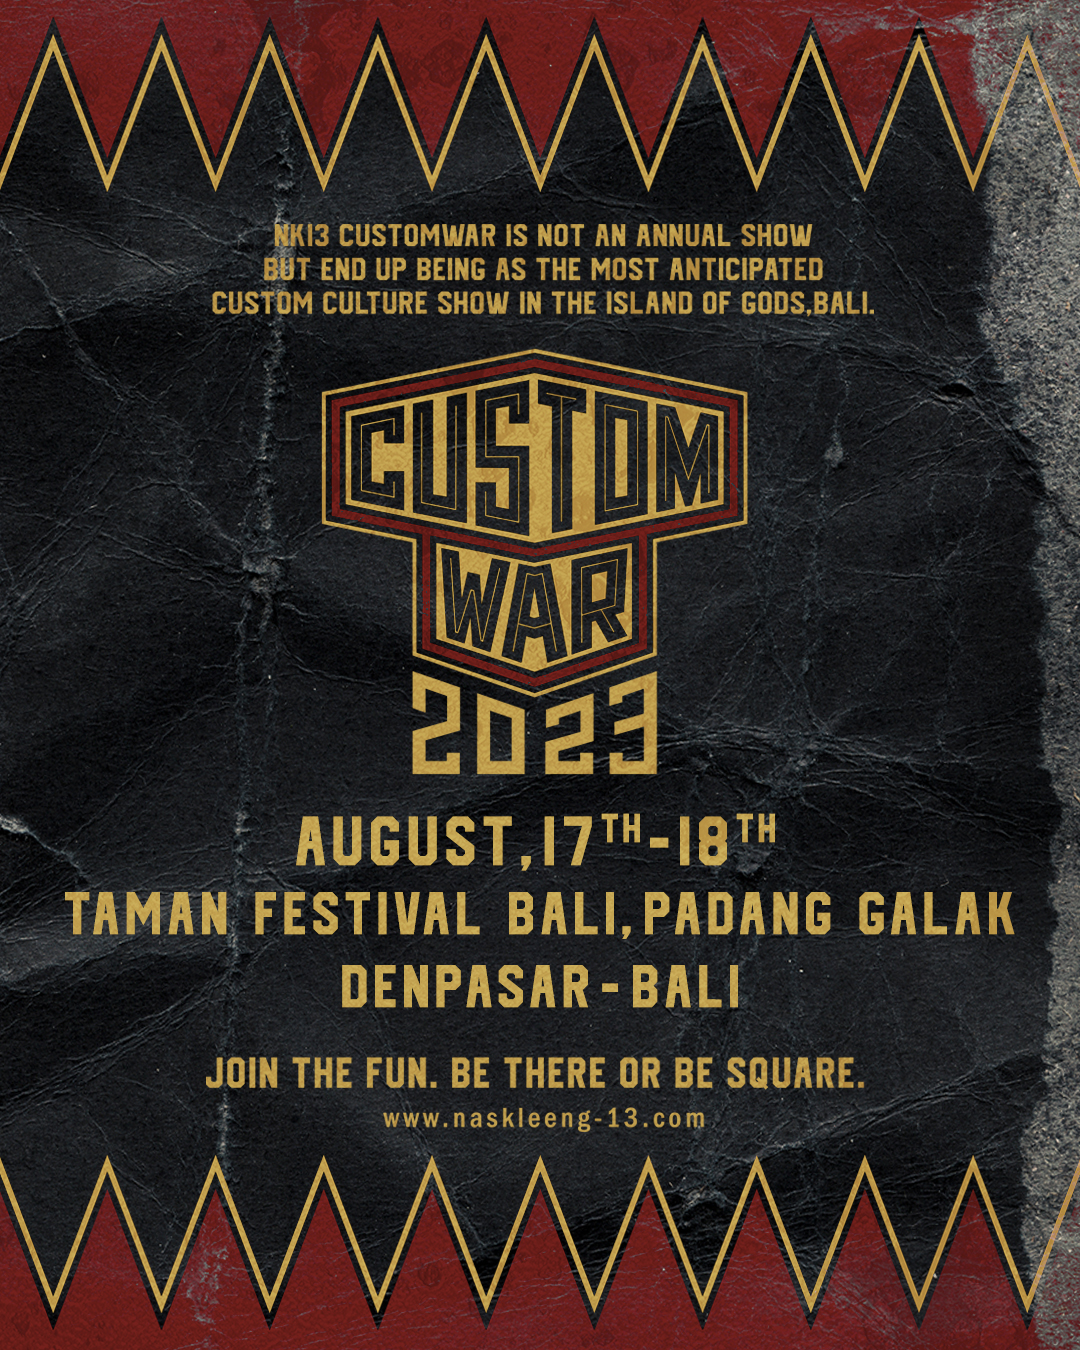 NK13 CUSTOMWAR IS NOT AN ANNUAL SHOW
BUT END UP BEING AS THE MOST ANTICIPATED
CUSTOM CULTURE SHOW IN THE ISLAND OF GODS,BALI.
CUSTOM
WAR
2023
AUGUST,17TH-18TH
TAMAN FESTIVAL BALI,PADANG GALAK
DENPASAR-BALI
JOIN THE FUN. BE THERE OR BE SQUARE.
www.naskleeng-13.com